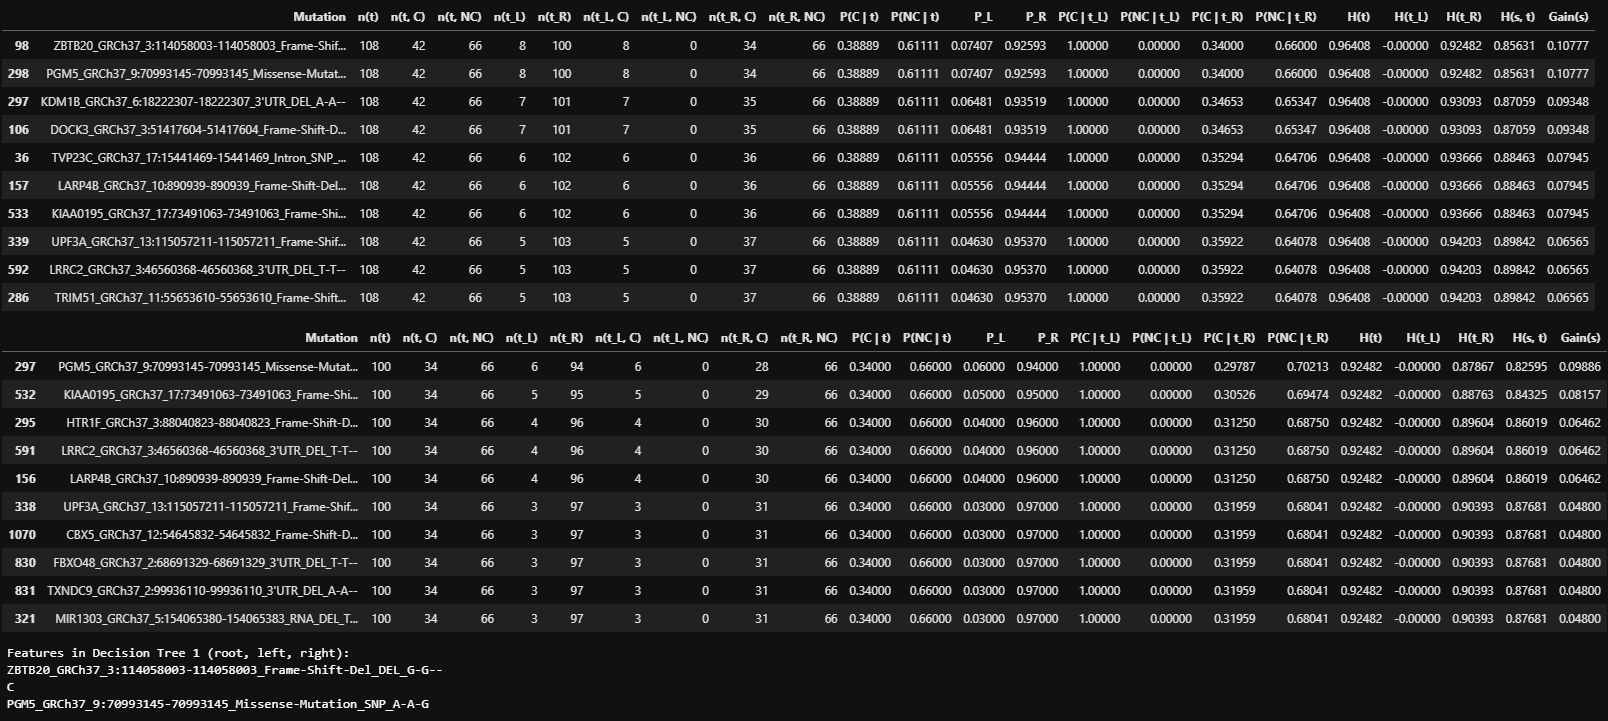 Mutation n(t) n(t, C) n(t, NC) n(t_L) n(t_R) n(t_L, C) n(t_L, NC) n(t_R, C) n(t_R, NC) P(C | t) P(NC | t) P_L P_R P(C | t_L) P(NC | t_L) P(C | t_R) P(NC | t_R) H(t) H(t_L) H(t_R) H(s, t) Gain(s)
98 ZBTB20_GRCh37_3:114058003-114058003_Frame-Shif... 108 42 66 8 100 8 0 34 66 0.38889 0.61111 0.07407 0.92593 1.00000 0.00000 0.34000 0.66000 0.96408 -0.00000 0.92482 0.85631 0.10777
298 PGM5_GRCh37_9:70993145-70993145_Missense-Mutat... 108 42 66 8 100 8 0 34 66 0.38889 0.61111 0.07407 0.92593 1.00000 0.00000 0.34000 0.66000 0.96408 -0.00000 0.92482 0.85631 0.10777
297 KDM1B_GRCh37_6:18222307-18222307_3'UTR_DEL_A-A-- 108 42 66 7 101 7 0 35 66 0.38889 0.61111 0.06481 0.93519 1.00000 0.00000 0.34653 0.65347 0.96408 -0.00000 0.93093 0.87059 0.09348
106 DOCK3_GRCh37_3:51417604-51417604_Frame-Shift-D... 108 42 66 7 101 7 0 35 66 0.38889 0.61111 0.06481 0.93519 1.00000 0.00000 0.34653 0.65347 0.96408 -0.00000 0.93093 0.87059 0.09348
36 TVP23C_GRCh37_17:15441469-15441469_Intron_SNP_... 108 42 66 6 102 6 0 36 66 0.38889 0.61111 0.05556 0.94444 1.00000 0.00000 0.35294 0.64706 0.96408 -0.00000 0.93666 0.88463 0.07945
157 LARP4B_GRCh37_10:890939-890939_Frame-Shift-Del... 108 42 66 6 102 6 0 36 66 0.38889 0.61111 0.05556 0.94444 1.00000 0.00000 0.35294 0.64706 0.96408 -0.00000 0.93666 0.88463 0.07945
533 KIAA0195_GRCh37_17:73491063-73491063_Frame-Shi... 108 42 66 6 102 6 0 36 66 0.38889 0.61111 0.05556 0.94444 1.00000 0.00000 0.35294 0.64706 0.96408 -0.00000 0.93666 0.88463 0.07945
339 UPF3A_GRCh37_13:115057211-115057211_Frame-Shif... 108 42 66 5 103 5 0 37 66 0.38889 0.61111 0.04630 0.95370 1.00000 0.00000 0.35922 0.64078 0.96408 -0.00000 0.94203 0.89842 0.06565
592 LRRC2_GRCh37_3:46560368-46560368_3'UTR_DEL_T-T-- 108 42 66 5 103 5 0 37 66 0.38889 0.61111 0.04630 0.95370 1.00000 0.00000 0.35922 0.64078 0.96408 -0.00000 0.94203 0.89842 0.06565
286 TRIM51_GRCh37_11:55653610-55653610_Frame-Shift... 108 42 66 5 103 5 0 37 66 0.38889 0.61111 0.04630 0.95370 1.00000 0.00000 0.35922 0.64078 0.96408 -0.00000 0.94203 0.89842 0.06565
Mutation n(t) n(t, C) n(t, NC) n(t_L) n(t_R) n(t_L, C) n(t_L, NC) n(t_R, C) n(t_R, NC) P(C | t) P(NC | t) P_L P_R P(C | t_L) P(NC | t_L) P(C | t_R) P(NC | t_R) H(t) H(t_L) H(t_R) H(s, t) Gain(s)
297 PGM5_GRCh37_9:70993145-70993145_Missense-Mutat... 100 34 66 6 94 6 0 28 66 0.34000 0.66000 0.06000 0.94000 1.00000 0.00000 0.29787 0.70213 0.92482 -0.00000 0.87867 0.82595 0.09886
532 KIAA0195_GRCh37_17:73491063-73491063_Frame-Shi... 100 34 66 5 95 5 0 29 66 0.34000 0.66000 0.05000 0.95000 1.00000 0.00000 0.30526 0.69474 0.92482 -0.00000 0.88763 0.84325 0.08157
295 HTR1F_GRCh37_3:88040823-88040823_Frame-Shift-D... 100 34 66 4 96 4 0 30 66 0.34000 0.66000 0.04000 0.96000 1.00000 0.00000 0.31250 0.68750 0.92482 -0.00000 0.89604 0.86019 0.06462
591 LRRC2_GRCh37_3:46560368-46560368_3'UTR_DEL_T-T-- 100 34 66 4 96 4 0 30 66 0.34000 0.66000 0.04000 0.96000 1.00000 0.00000 0.31250 0.68750 0.92482 -0.00000 0.89604 0.86019 0.06462
156 LARP4B_GRCh37_10:890939-890939_Frame-Shift-Del... 100 34 66 4 96 4 0 30 66 0.34000 0.66000 0.04000 0.96000 1.00000 0.00000 0.31250 0.68750 0.92482 -0.00000 0.89604 0.86019 0.06462
338 UPF3A_GRCh37_13:115057211-115057211_Frame-Shif... 100 34 66 3 97 3 0 31 66 0.34000 0.66000 0.03000 0.97000 1.00000 0.00000 0.31959 0.68041 0.92482 -0.00000 0.90393 0.87681 0.04800
1070 CBX5_GRCh37_12:54645832-54645832_Frame-Shift-D... 100 34 66 3 97 3 0 31 66 0.34000 0.66000 0.03000 0.97000 1.00000 0.00000 0.31959 0.68041 0.92482 -0.00000 0.90393 0.87681 0.04800
830 FBXO48_GRCh37_2:68691329-68691329_3'UTR_DEL_T-T-- 100 34 66 3 97 3 0 31 66 0.34000 0.66000 0.03000 0.97000 1.00000 0.00000 0.31959 0.68041 0.92482 -0.00000 0.90393 0.87681 0.04800
831 TXNDC9_GRCh37_2:99936110-99936110_3'UTR_DEL_A-A-- 100 34 66 3 97 3 0 31 66 0.34000 0.66000 0.03000 0.97000 1.00000 0.00000 0.31959 0.68041 0.92482 -0.00000 0.90393 0.87681 0.04800
321 MIR1303_GRCh37_5:154065380-154065383_RNA_DEL_T... 100 34 66 3 97 3 0 31 66 0.34000 0.66000 0.03000 0.97000 1.00000 0.00000 0.31959 0.68041 0.92482 -0.00000 0.90393 0.87681 0.04800
Features in Decision Tree 1 (root, left, right):
ZBTB20_GRCh37_3:114058003-114058003_Frame-Shift-Del_DEL_G-G--
C
PGM5_GRCh37_9:70993145-70993145_Missense-Mutation_SNP_A-A-G